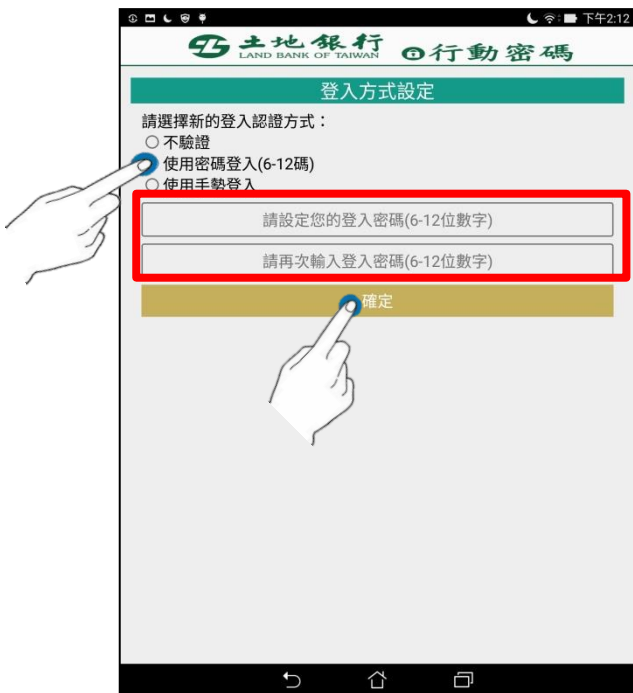 下午2:12
土地銀行 行動密碼
LAND BANK OF TAIWAN
登入方式設定
請選擇新的登入認證方式：
不驗證
使用密碼登入(6-12碼)
使用手勢登入
請設定您的登入密碼(6-12位數字)
請再次輸入登入密碼(6-12位數字)
確定